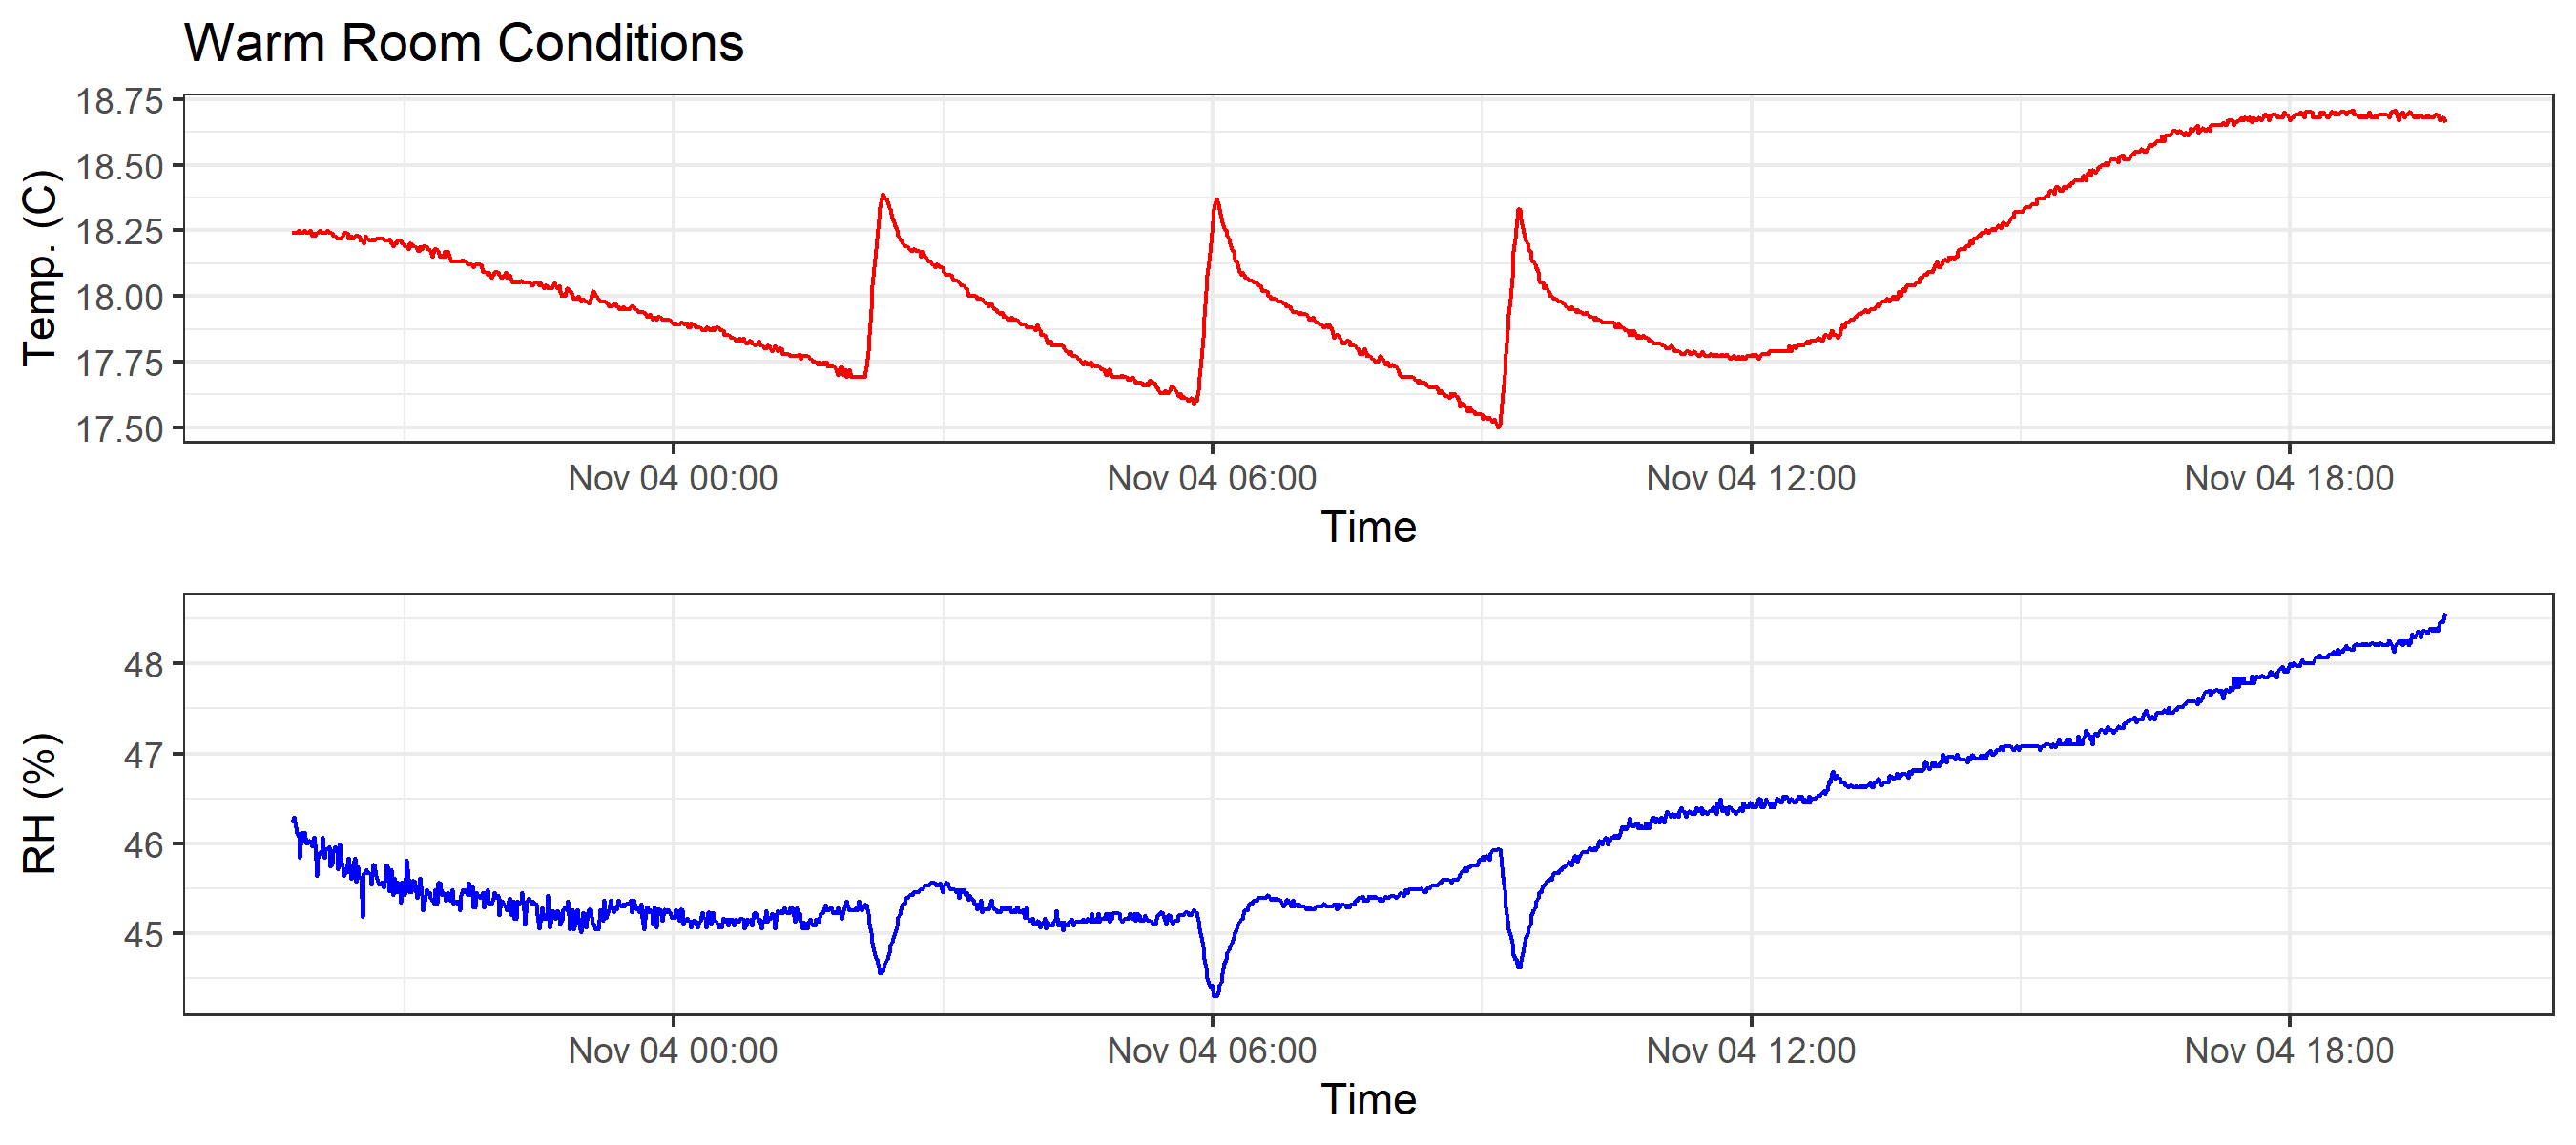 Warm Room Conditions
Temp. (C)
18.75
18.50
18.25
18.00
17.75
17.50
Nov 04 00:00 Nov 04 06:00 Nov 04 12:00 Nov 04 18:00
Time
RH (%)
48
47
46
45
Nov 04 00:00 Nov 04 06:00 Nov 04 12:00 Nov 04 18:00
Time